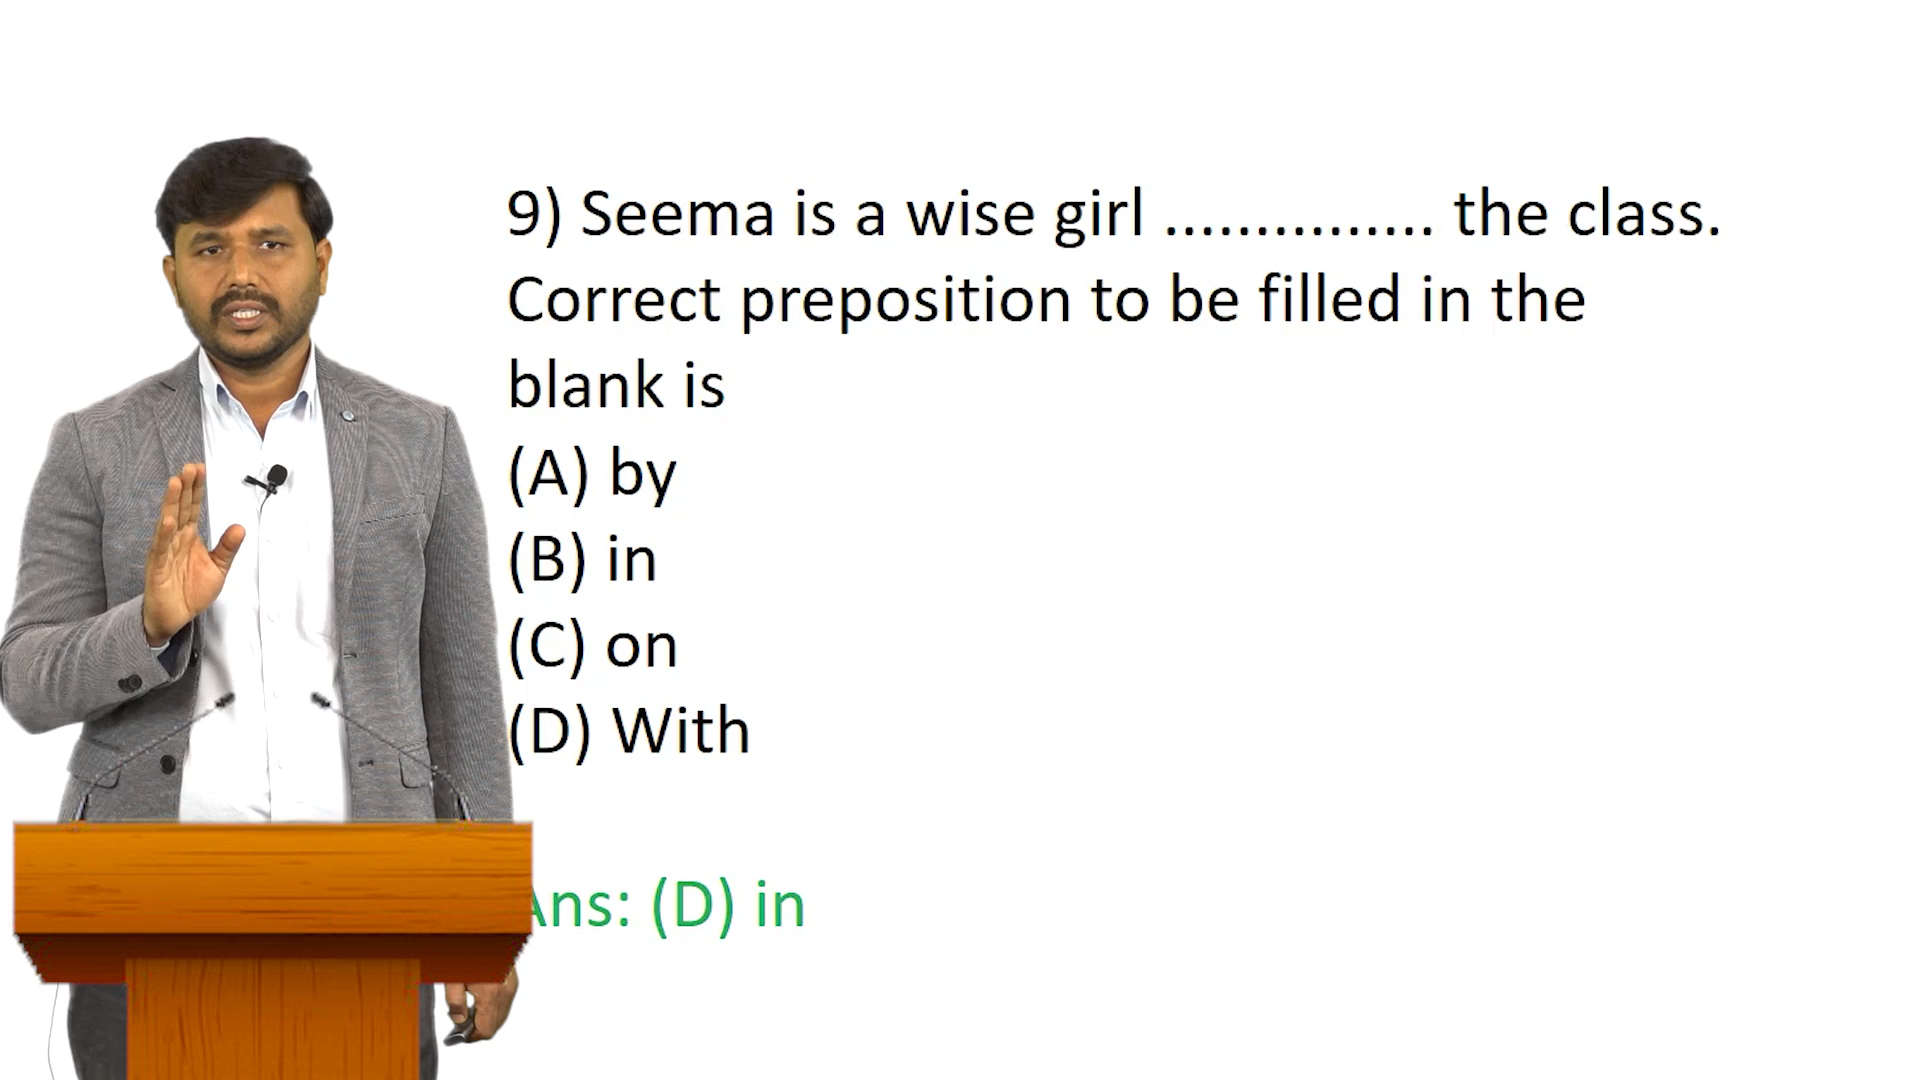 9) Seema is a wise girl ............... the class.
Correct preposition to be filled in the
blank is
(A) by
(B) in
(C) on
(D) With
Ans: (D) in